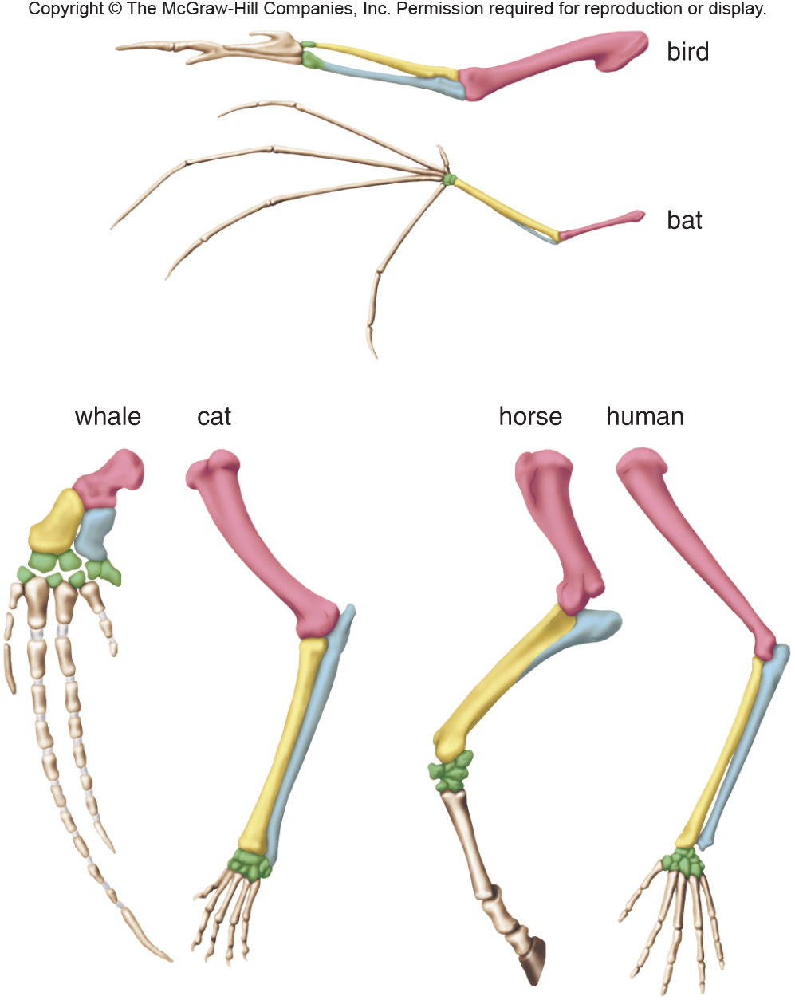 Copyright © The McGraw-Hill Companies, Inc. Permission required for reproduction or display.
bird
bat
whale
cat
horse
human